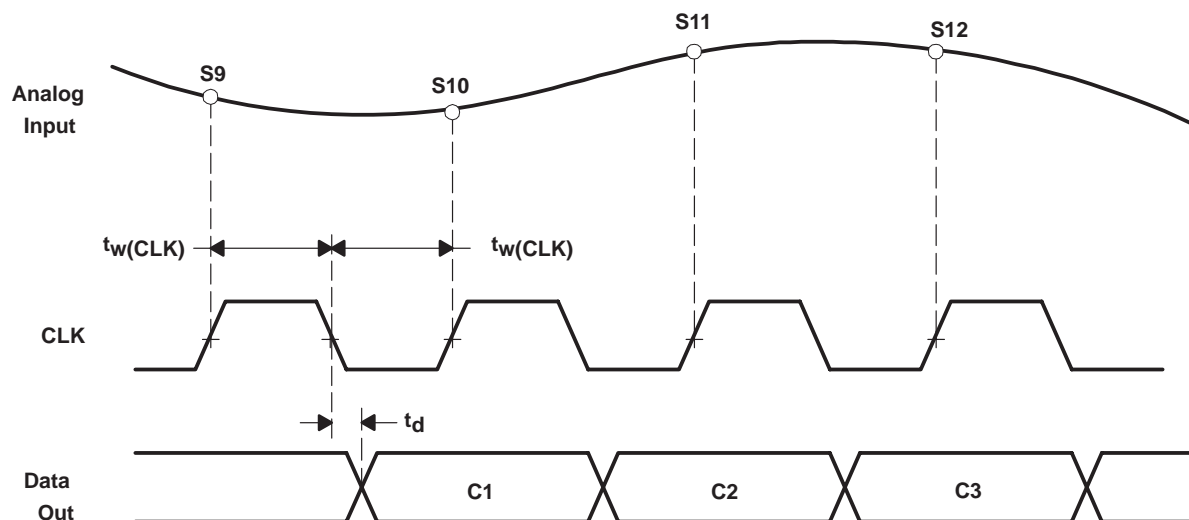 S9
S10
S11
S12
Analog
Input
tw(CLK)
tw(CLK)
CLK
td
Data
Out
C1
C2
C3